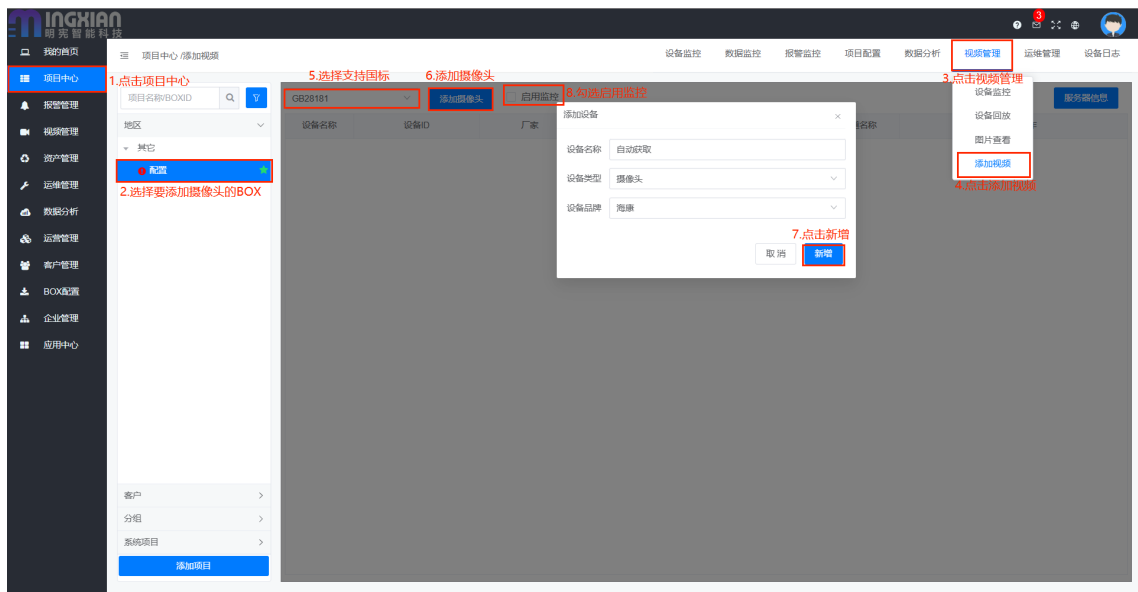 INGXIAN
明宪智能科技
3
我的首页
项目中心
报警管理
视频管理
资产管理
运维管理
数据分析
运营管理
客户管理
BOX配置
企业管理
应用中心
项目中心 /添加视频
设备监控
数据监控
报警监控
项目配置
数据分析
视频管理
运维管理
设备日志
1.点击项目中心
项目名称/BOXID
地区
其它
配置
2.选择要添加摄像头的BOX
客户
分组
系统项目
添加项目
5.选择支持国标
6.添加摄像头
GB28181
添加摄像头
启用监控
8.勾选启用监控
3.点击视频管理
设备监控
设备回放
图片查看
添加视频
4.点击添加视频
服务器信息
设备名称
设备ID
厂家
添加设备
设备名称
自动获取
设备类型
摄像头
设备品牌
海康
7.点击新增
取 消
新增